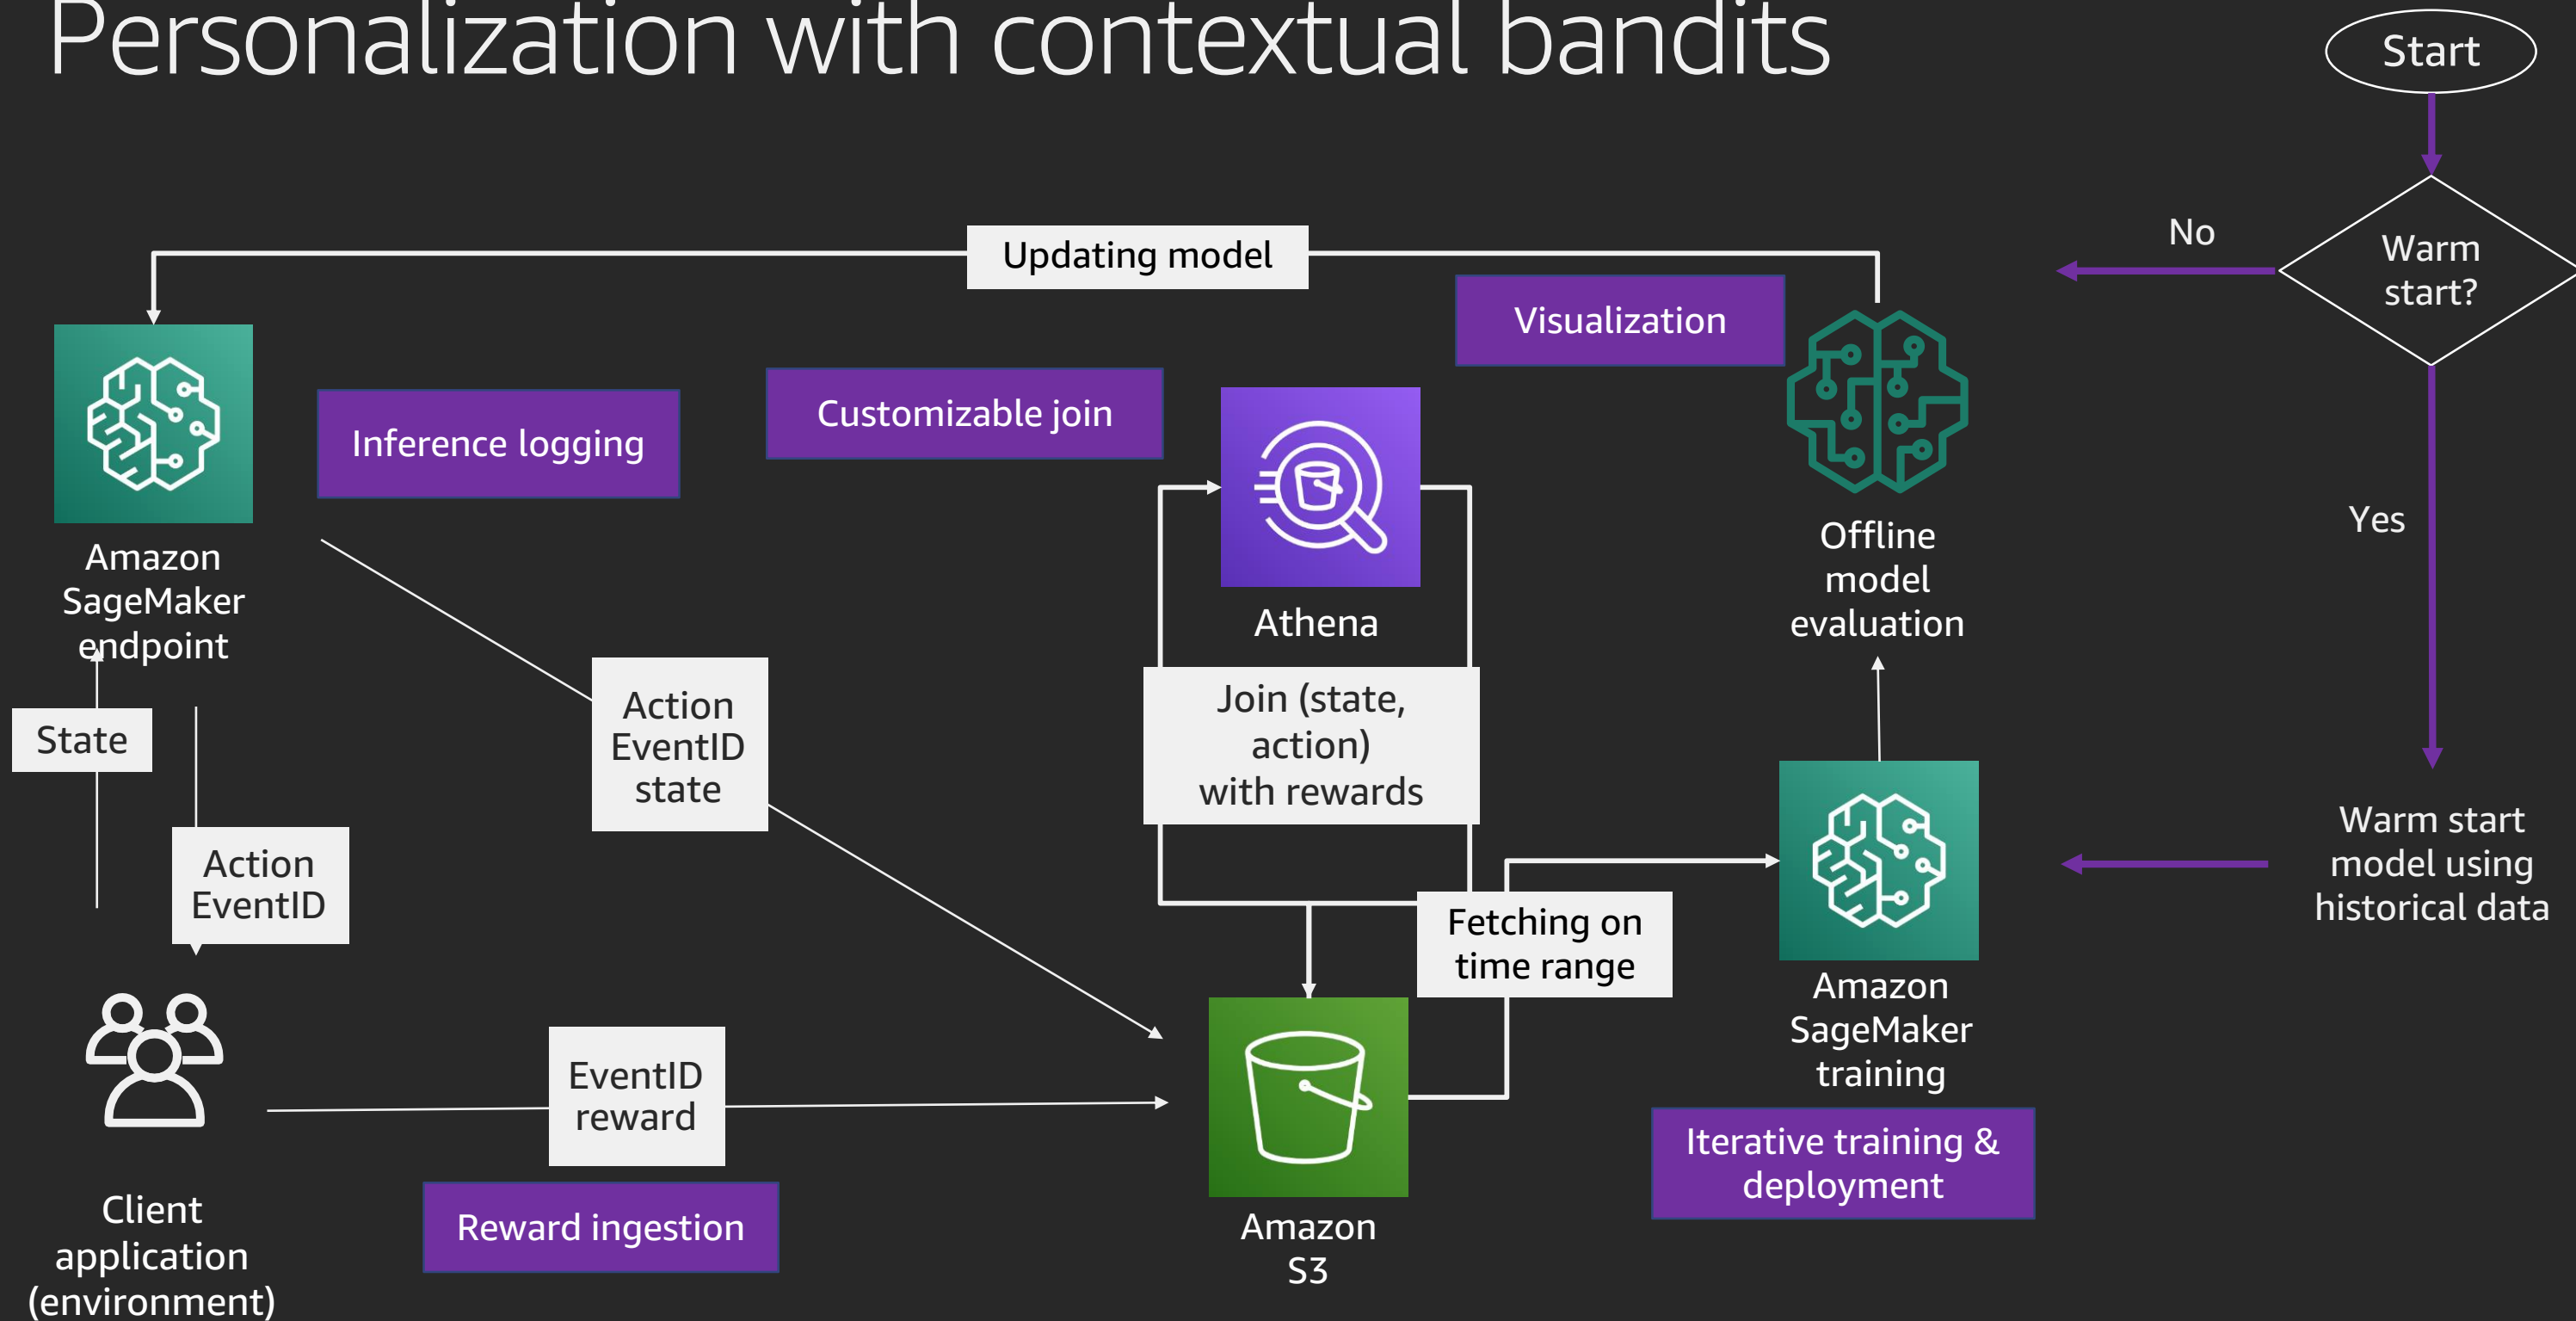 Personalization with contextual bandits
Start
Warm
start?
No
Yes
Warm start
model using
historical data
Updating model
Visualization
Customizable join
Inference logging
Amazon
SageMaker
endpoint
Athena
Offline
model
evaluation
State
Action
EventID
Action
EventID
state
Join (state,
action)
with rewards
Fetching on
time range
Amazon
SageMaker
training
Iterative training &
deployment
EventID
reward
Reward ingestion
Client
application
(environment)
Amazon
S3